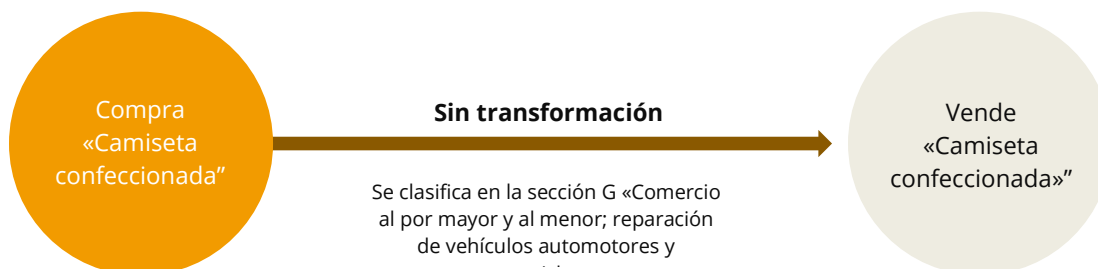 Compra
«Camiseta
confeccionada”
Sin transformación
Se clasifica en la sección G «Comercio
al por mayor y al menor; reparación
de vehículos automotores y
Vende
«Camiseta
confeccionada»”